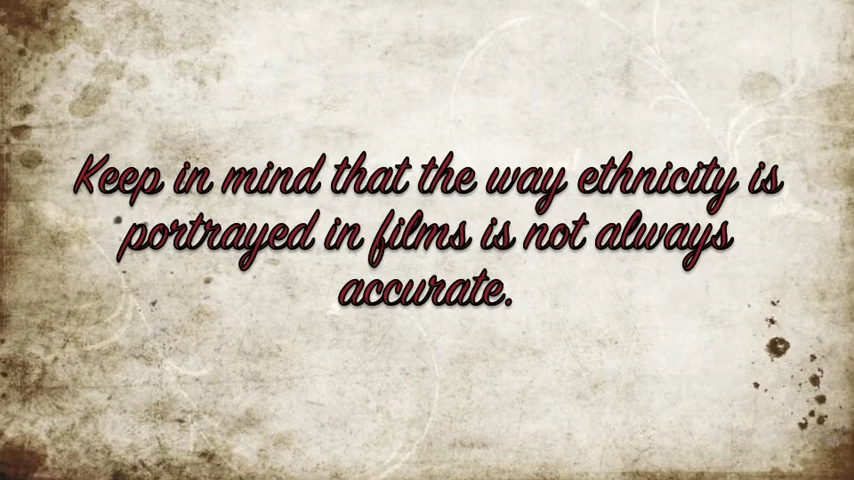 Keep in mind that the way ethnicity is
portrayed in films is not always
accurate.